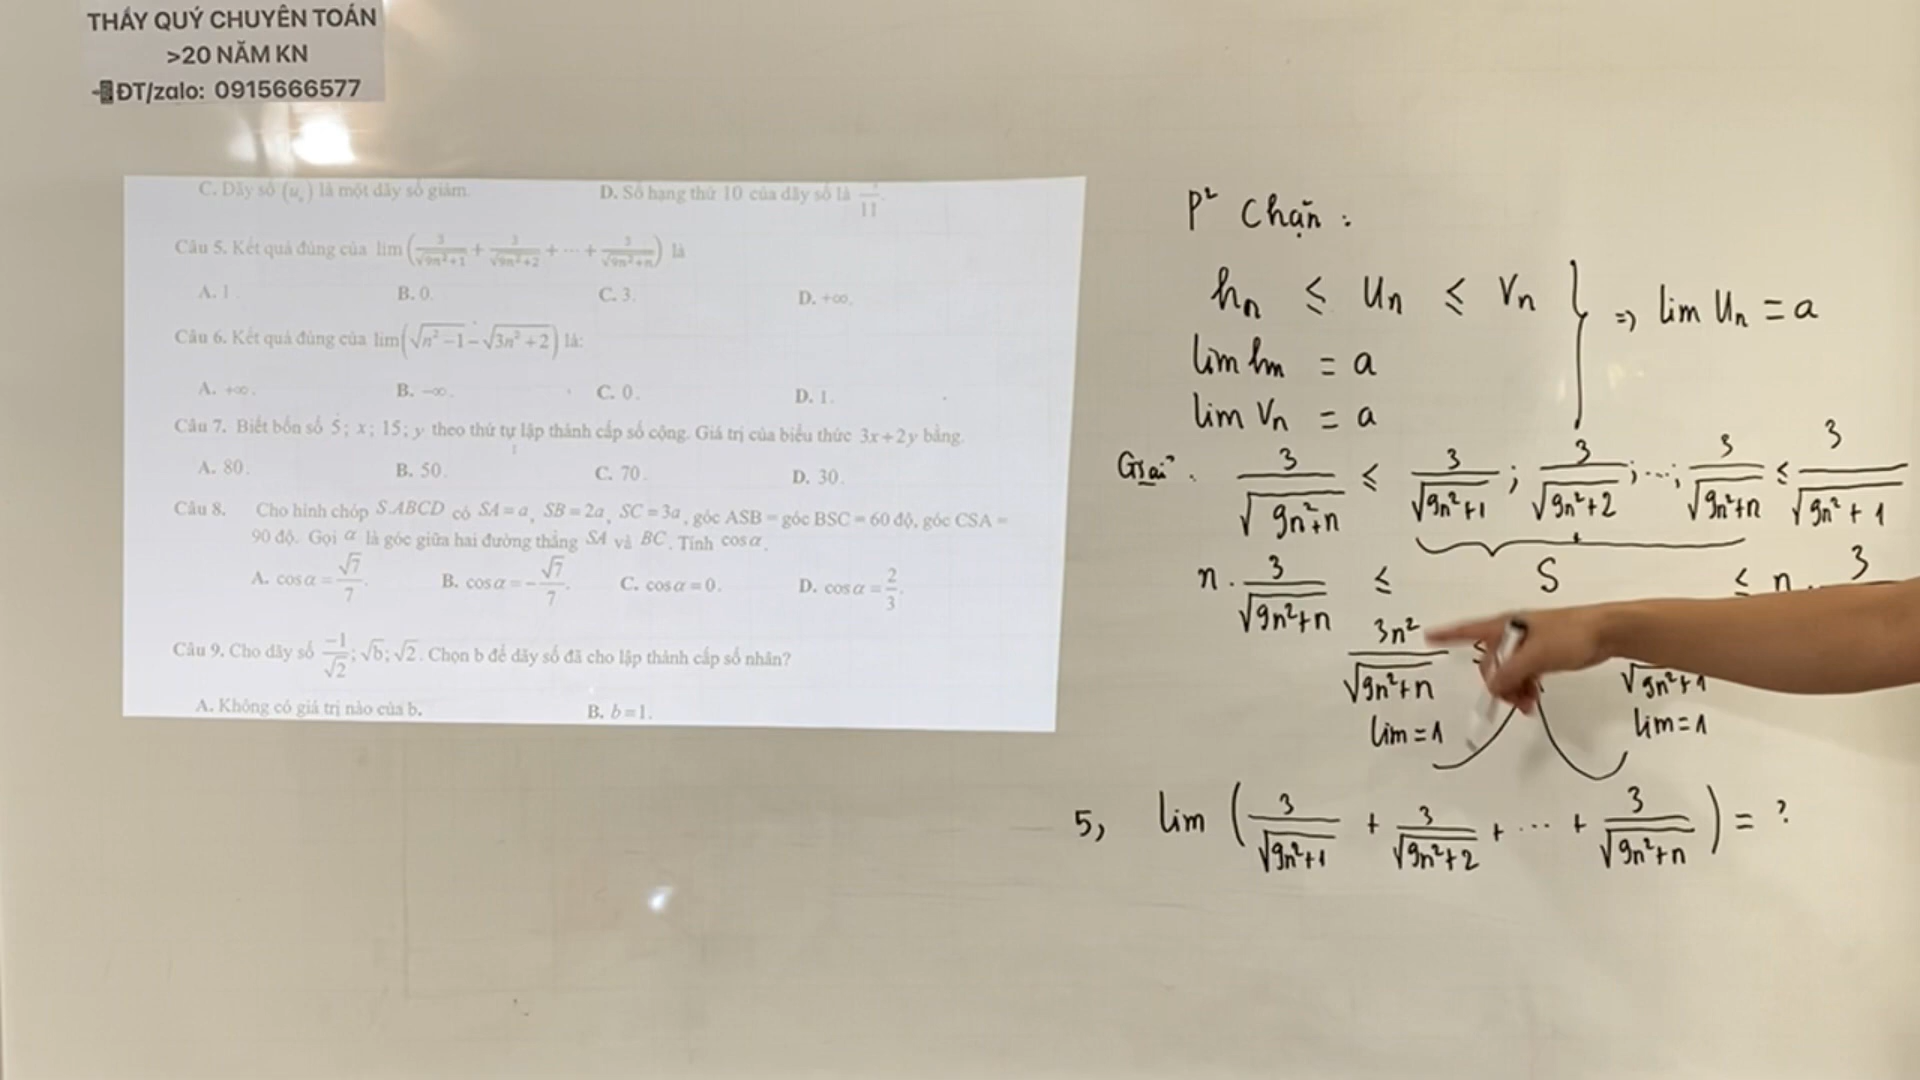 THẦY QUÝ CHUYÊN TOÁN
>20 NĂM KN
ĐT/zalo: 0915666577
C. Dãy số (uₙ) là một dãy số giảm.
D. Số hạng thứ 10 của dãy số là /11.
Câu 5. Kết quả đúng của lim (3/√(9n²+1) + 3/√(9n²+2) + ··· + 3/√(9n²+n)) là
A. 1. B. 0. C. 3. D. +∞.
Câu 6. Kết quả đúng của lim(√(n²−1) − √(3n²+2)) là:
A. +∞. B. −∞. C. 0. D. 1.
Câu 7. Biết bốn số 5; x; 15; y theo thứ tự lập thành cấp số cộng. Giá trị của biểu thức 3x+2y bằng.
A. 80. B. 50. C. 70. D. 30.
Câu 8. Cho hình chóp S.ABCD có SA = a, SB = 2a, SC = 3a, góc ASB = góc BSC = 60 độ, góc CSA =
90 độ. Gọi α là góc giữa hai đường thẳng SA và BC. Tính cosα.
A. cosα = √7/7. B. cosα = −√7/7. C. cosα = 0. D. cosα = 2/3.
Câu 9. Cho dãy số −1/√2; √b; √2. Chọn b để dãy số đã cho lập thành cấp số nhân?
A. Không có giá trị nào của b. B. b=1.
P² Chặn :
hₙ ≤ Uₙ ≤ Vₙ } => lim Uₙ = a
lim hₙ = a
lim Vₙ = a
Giải. 3/√(9n²+n) ≤ 3/√(9n²+1) ; 3/√(9n²+2) ; ...; 3/√(9n²+n) ≤ 3/√(9n²+1)
n. 3/√(9n²+n) ≤ S ≤ n. 3
3n²/√(9n²+n) ≤ √(9n²+1)
lim = 1 lim = 1
5, lim (3/√(9n²+1) + 3/√(9n²+2) + ··· + 3/√(9n²+n)) = ?